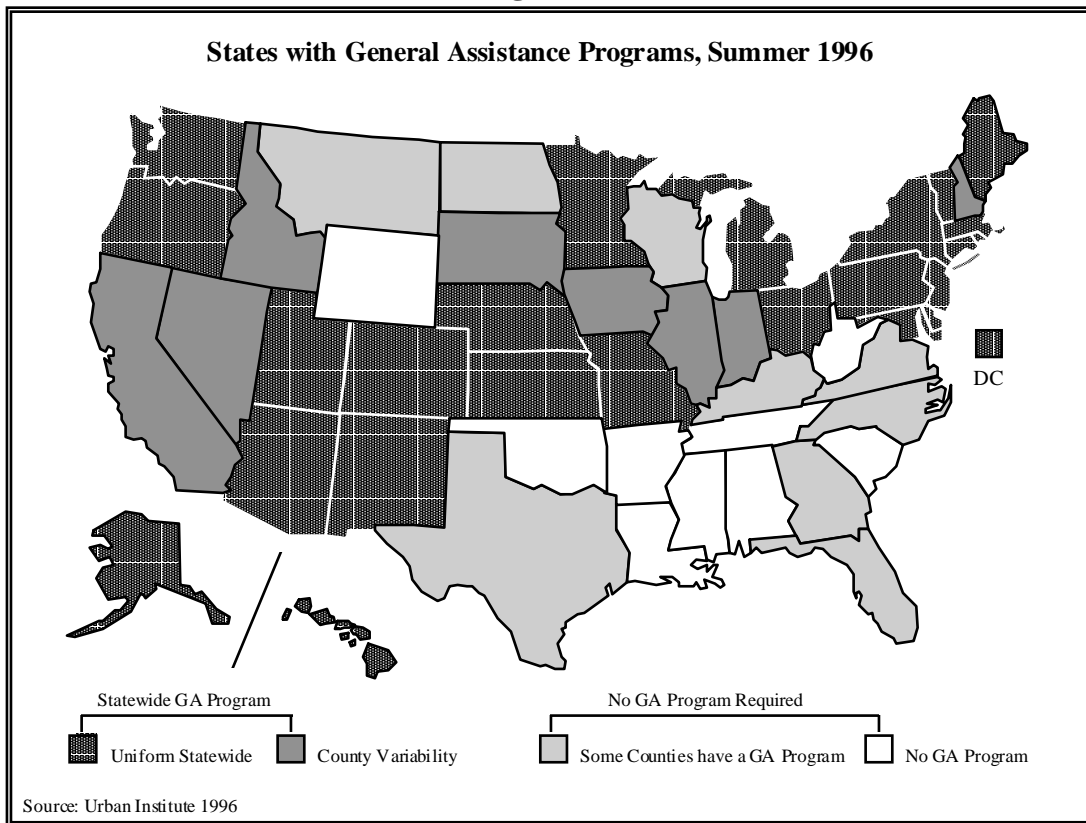 States with General Assistance Programs, Summer 1996
DC
Statewide GA Program
No GA Program Required
Uniform Statewide
County Variability
Some Counties have a GA Program
No GA Program
Source: Urban Institute 1996